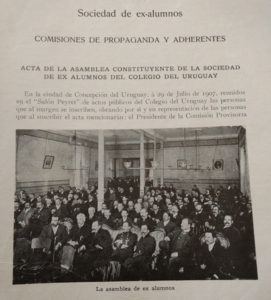 Sociedad de ex-alumnos
COMISIONES DE PROPAGANDA Y ADHERENTES
ACTA DE LA ASAMBLEA CONSTITUYENTE DE LA SOCIEDAD
DE EX ALUMNOS DEL COLEGIO DEL URUGUAY
En la ciudad de Concepción del Uruguay, á 29 de Julio de 1907, reunidos
en el "Salón Peyret" de actos públicos del Colegio del Uruguay las personas
que al margen se inscriben, obrando por sí y en representación de las personas
que al suscribir el acta mencionarán: el Presidente de la Comisión Provisoria
La asamblea de ex alumnos